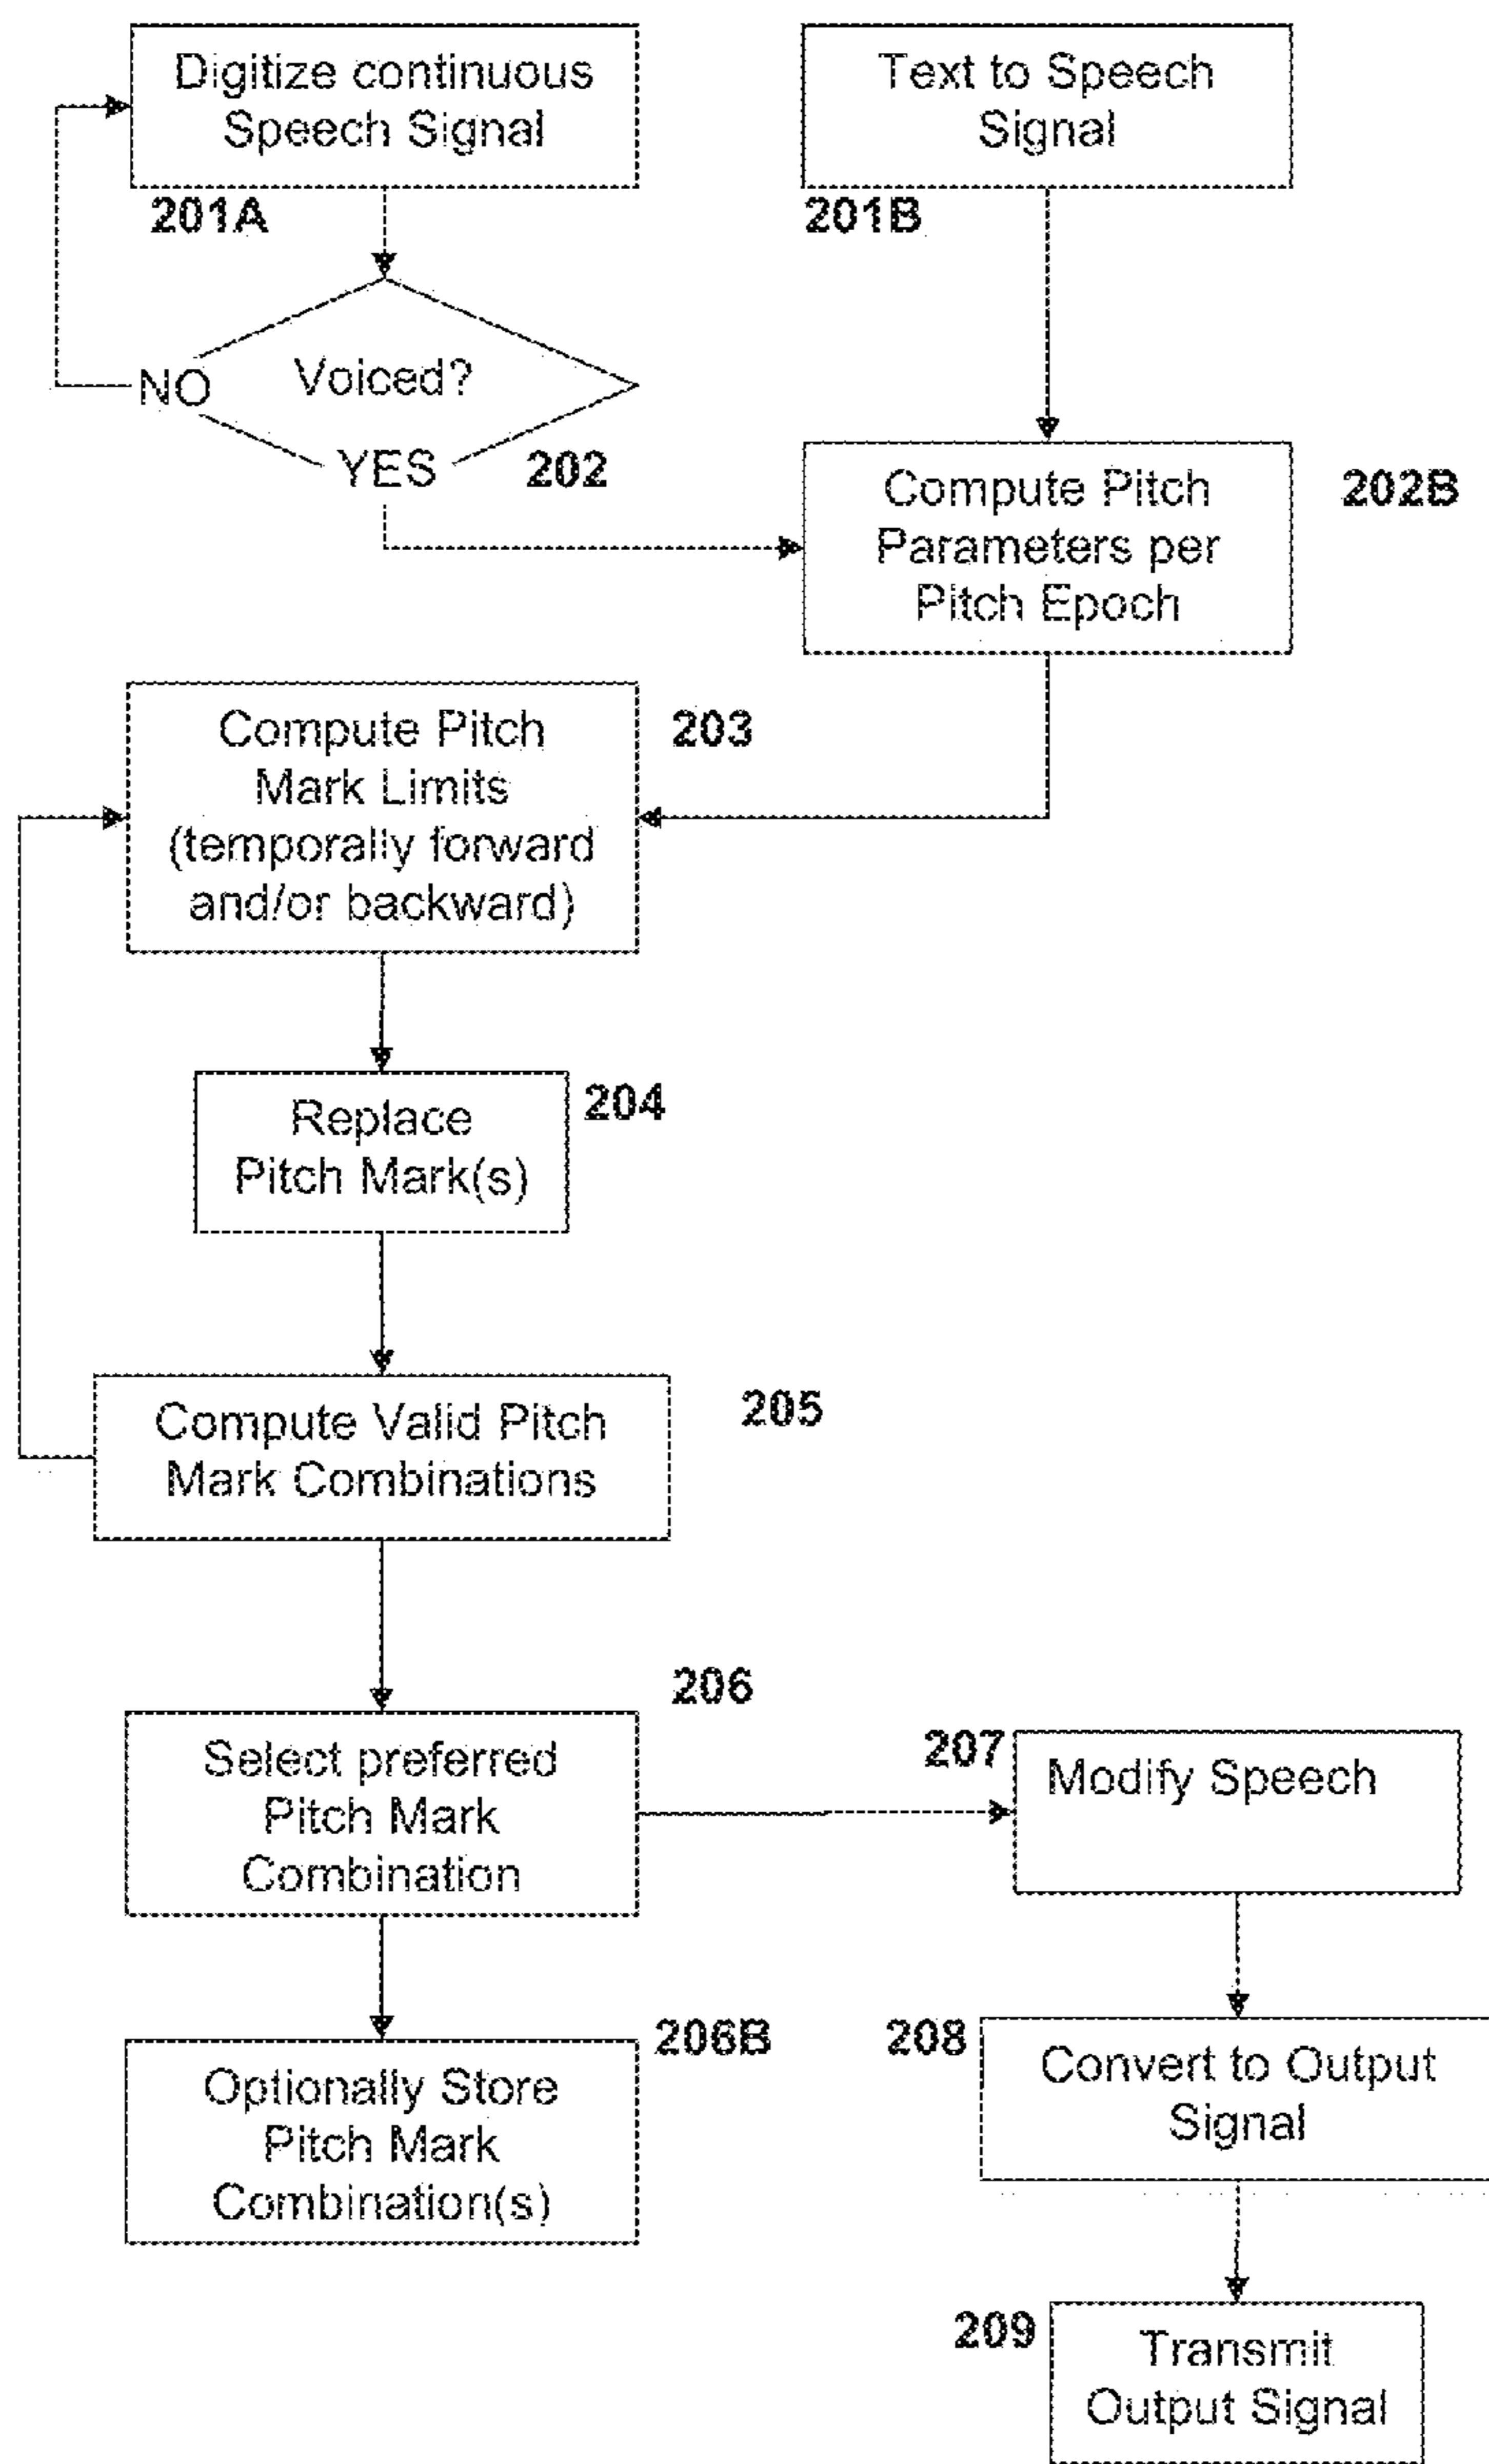 Digitize continuous
Speech Signal
201A
Text to Speech
Signal
201B
Voiced?
NO
YES
202
Compute Pitch
Parameters per
Pitch Epoch
202B
Compute Pitch
Mark Limits
(temporally forward
and/or backward)
203
Replace
Pitch Mark(s)
204
Compute Valid Pitch
Mark Combinations
205
Select preferred
Pitch Mark
Combination
206
207
Modify Speech
Optionally Store
Pitch Mark
Combination(s)
206B
208
Convert to Output
Signal
209
Transmit
Output Signal